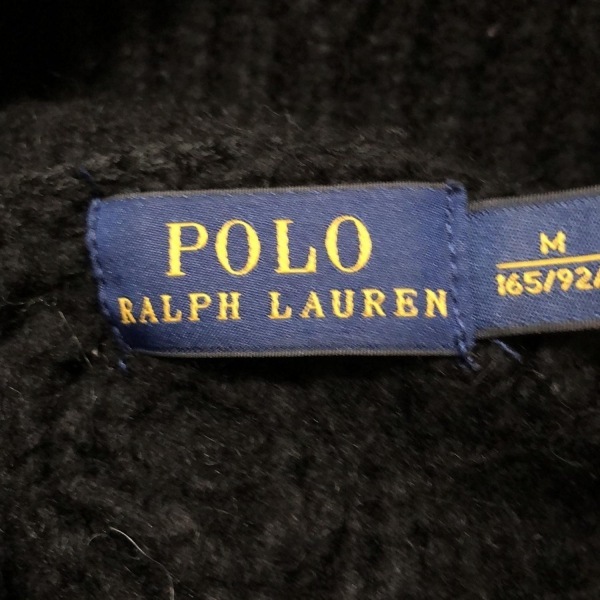 POLO
RALPH LAUREN
M
165/92/